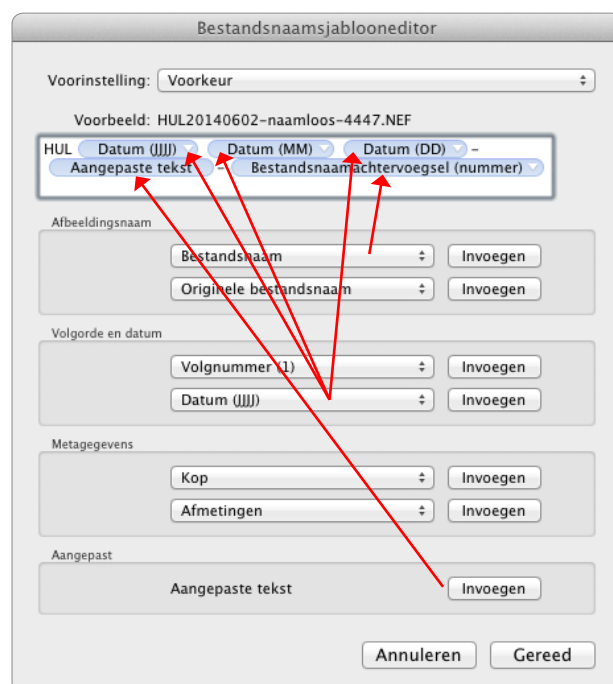 Bestandsnaamsjablooneditor
Voorinstelling: Voorkeur
Voorbeeld: HUL20140602-naamloos-4447.NEF
HUL Datum (JJJJ) Datum (MM) Datum (DD) -
Aangepaste tekst - Bestandsnaamachtervoegsel (nummer)
Afbeeldingsnaam
Bestandsnaam Invoegen
Originele bestandsnaam Invoegen
Volgorde en datum
Volgnummer (1) Invoegen
Datum (JJJJ) Invoegen
Metagegevens
Kop Invoegen
Afmetingen Invoegen
Aangepast
Aangepaste tekst Invoegen
Annuleren Gereed